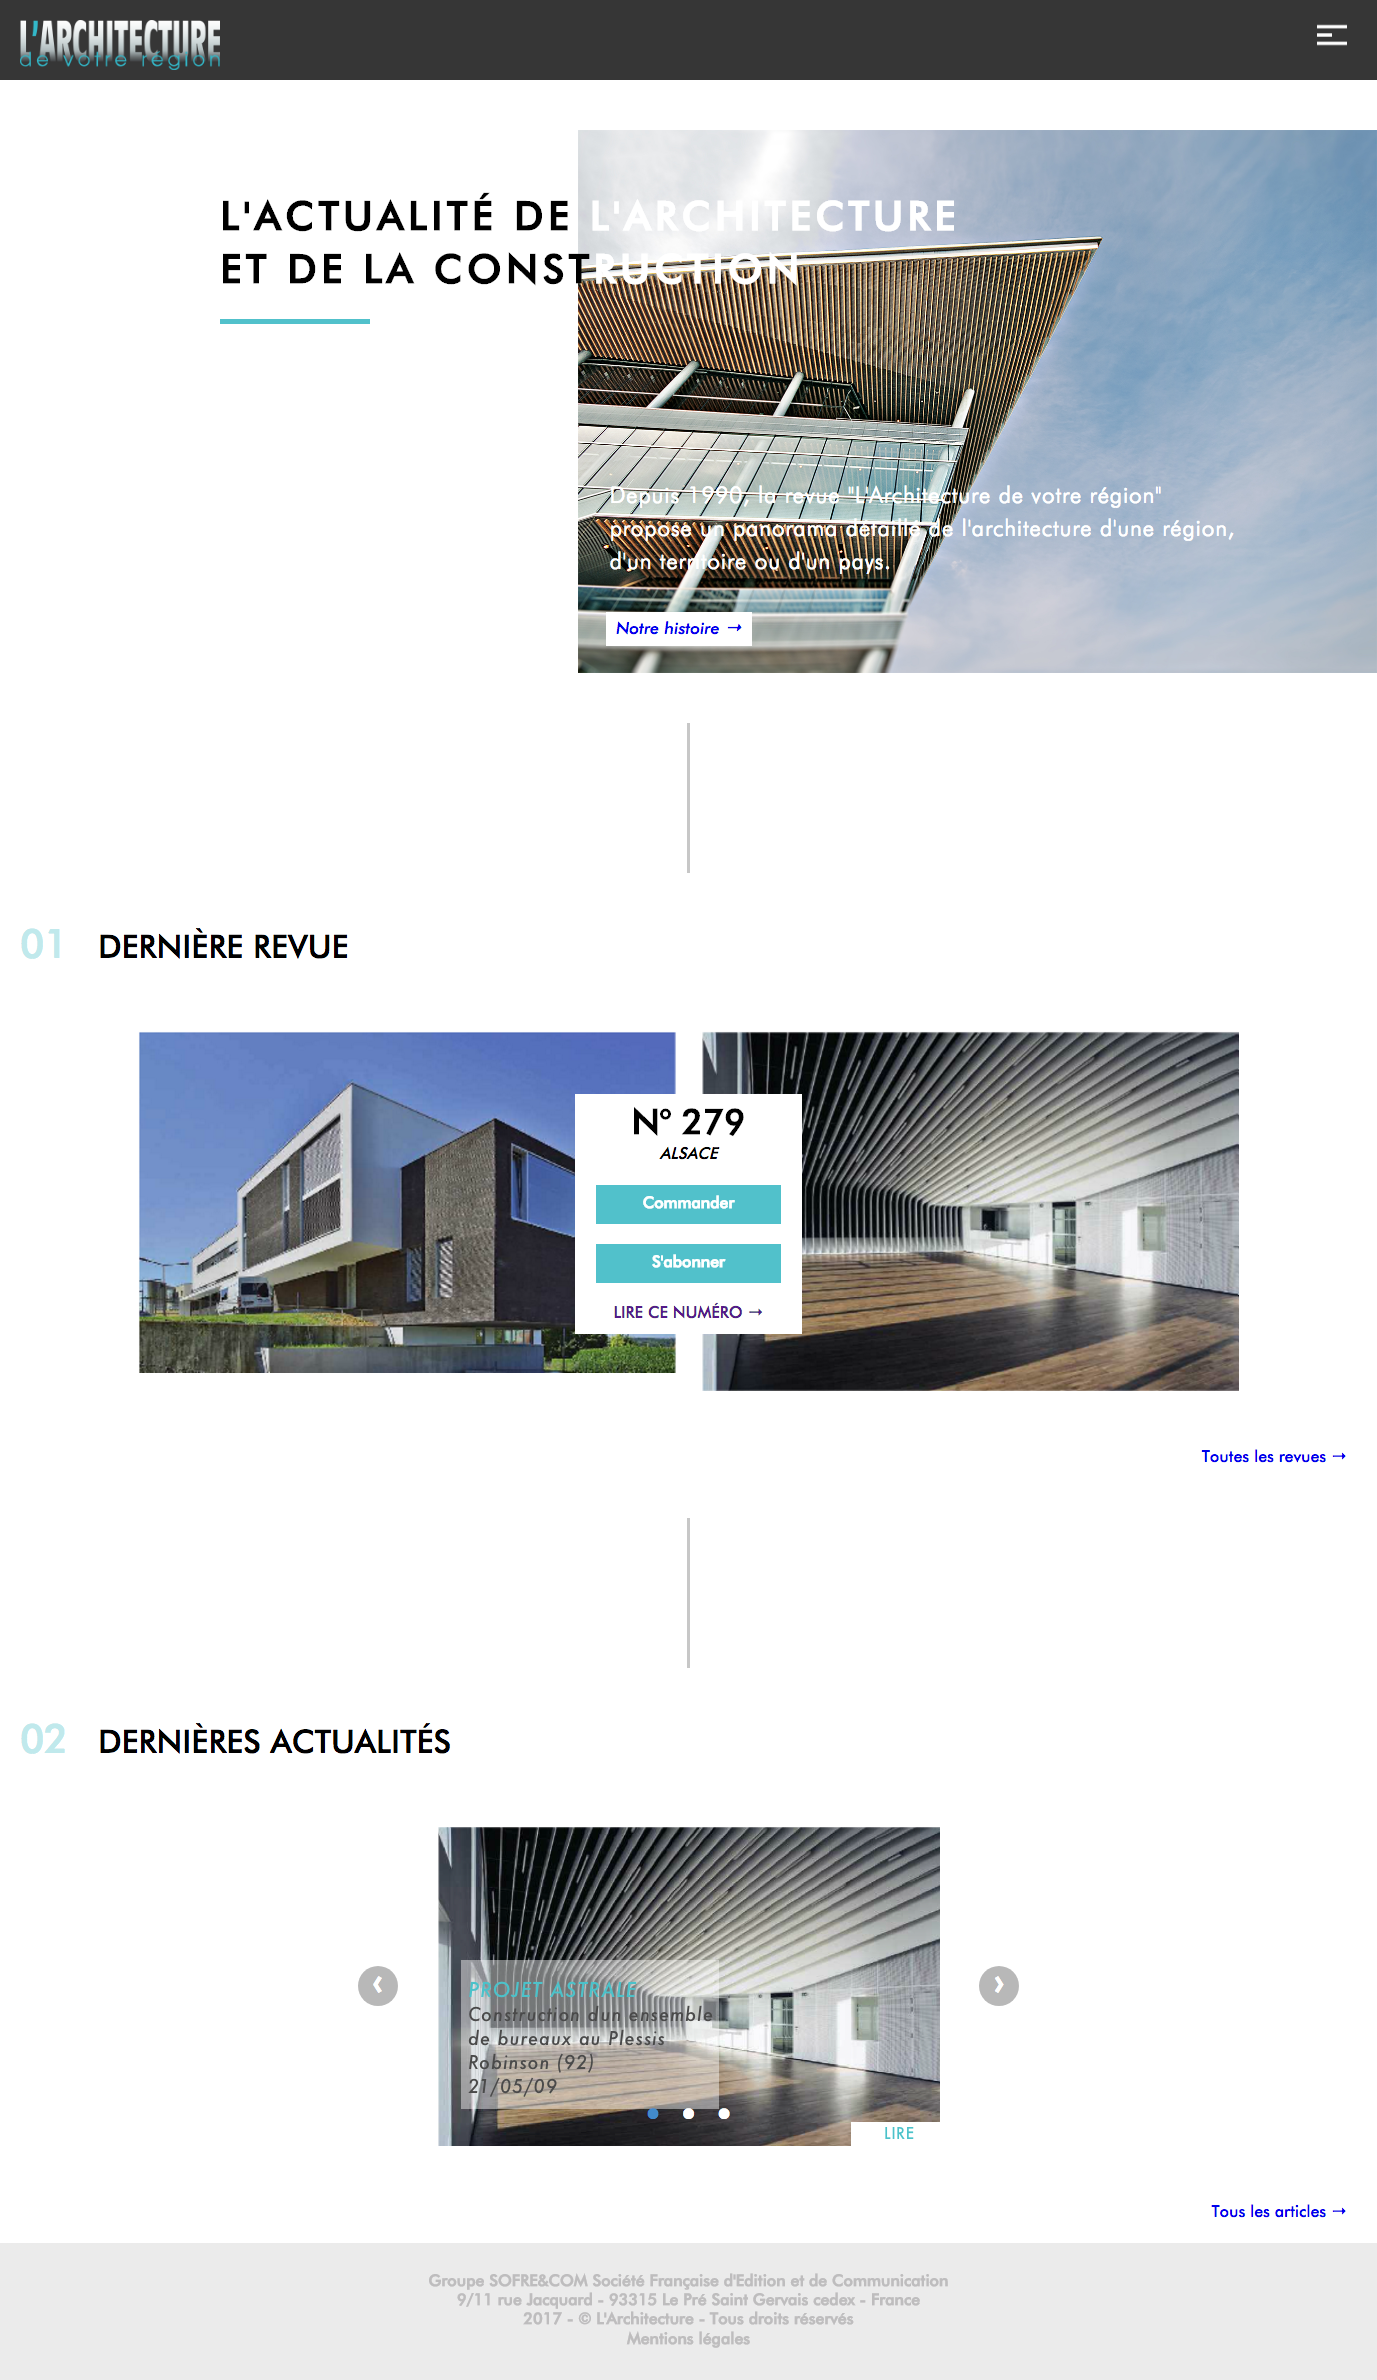 L'ARCHITECTURE
de votre région
L'ACTUALITÉ DE L'ARCHITECTURE
ET DE LA CONSTRUCTION
Depuis 1990, la revue "L'Architecture de votre région"
propose un panorama détaillé de l'architecture d'une région,
d'un territoire ou d'un pays.
Notre histoire →
01 DERNIÈRE REVUE
N° 279
ALSACE
Commander
S'abonner
LIRE CE NUMÉRO →
Toutes les revues →
02 DERNIÈRES ACTUALITÉS
PROJET ASTRALE
Construction dun ensemble
de bureaux au Plessis
Robinson (92)
21/05/09
LIRE
Tous les articles →
Groupe SOFRE&COM Société Française d'Edition et de Communication
9/11 rue Jacquard - 93315 Le Pré Saint Gervais cedex - France
2017 - © L'Architecture - Tous droits réservés
Mentions légales